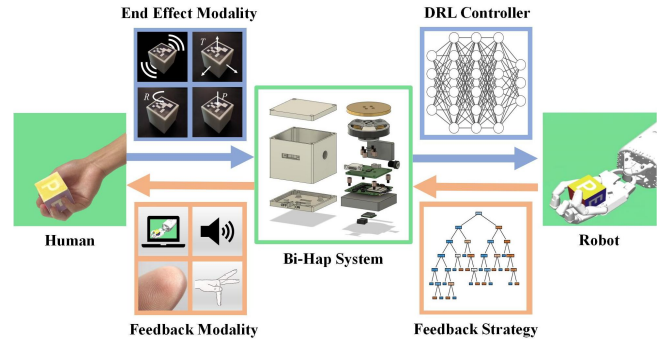 End Effect Modality
DRL Controller
T
R
P
P
P
Human
Bi-Hap System
Robot
Feedback Modality
Feedback Strategy